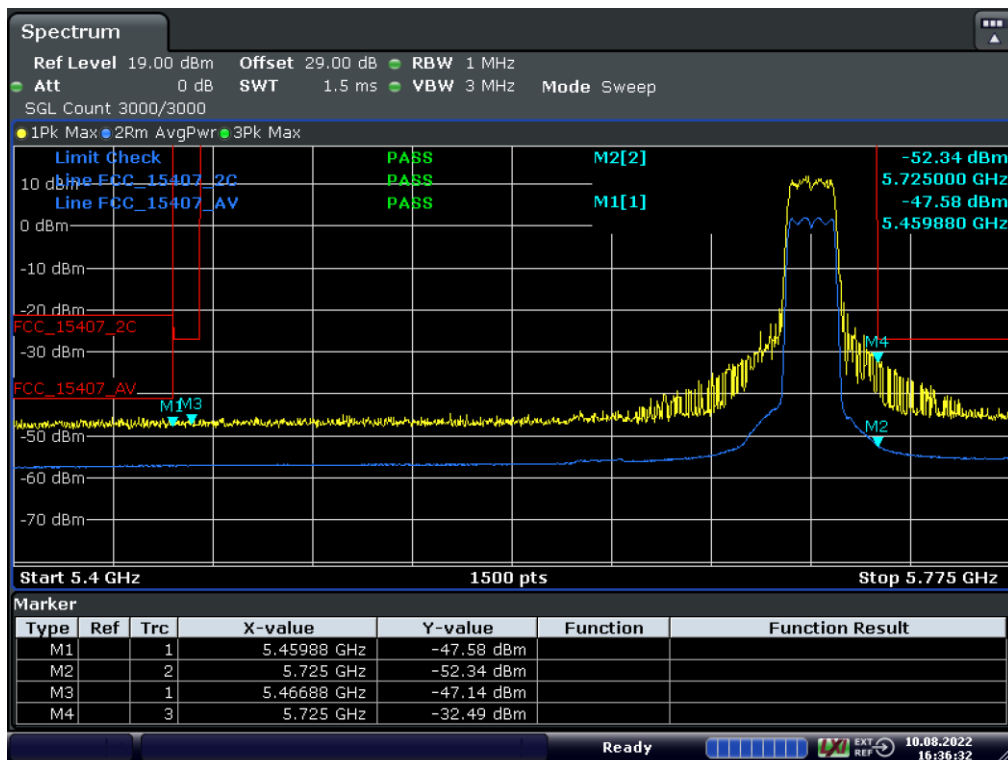 Spectrum
Ref Level 19.00 dBm Offset 29.00 dB RBW 1 MHz
Att 0 dB SWT 1.5 ms VBW 3 MHz Mode Sweep
SGL Count 3000/3000
1Pk Max 2Rm AvgPwr 3Pk Max
Limit Check PASS M2[2] -52.34 dBm
10 dBm Line FCC_15407_2C PASS 5.725000 GHz
Line FCC_15407_AV PASS M1[1] -47.58 dBm
0 dBm 5.459880 GHz
-10 dBm
-20 dBm
FCC_15407_2C
-30 dBm M4
FCC_15407_AV
M1 M3
M2
-50 dBm
-60 dBm
-70 dBm
Start 5.4 GHz 1500 pts Stop 5.775 GHz
Marker
Type Ref Trc X-value Y-value Function Function Result
M1 1 5.45988 GHz -47.58 dBm
M2 2 5.725 GHz -52.34 dBm
M3 1 5.46688 GHz -47.14 dBm
M4 3 5.725 GHz -32.49 dBm
Ready LXI EXT REF 10.08.2022
16:36:32